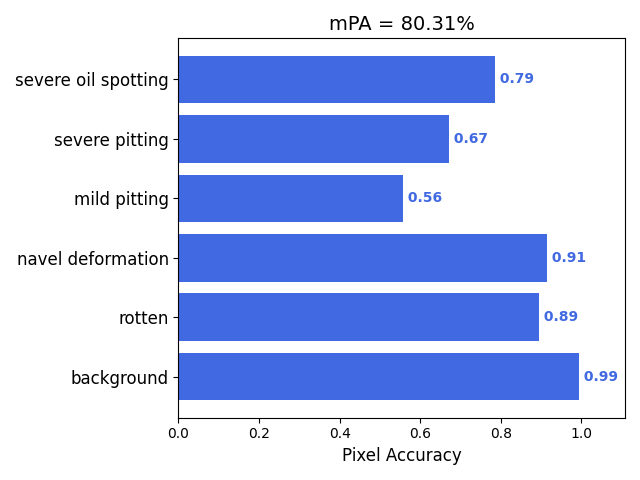 mPA = 80.31%
severe oil spotting 0.79
severe pitting 0.67
mild pitting 0.56
navel deformation 0.91
rotten 0.89
background 0.99
0.0 0.2 0.4 0.6 0.8 1.0
Pixel Accuracy